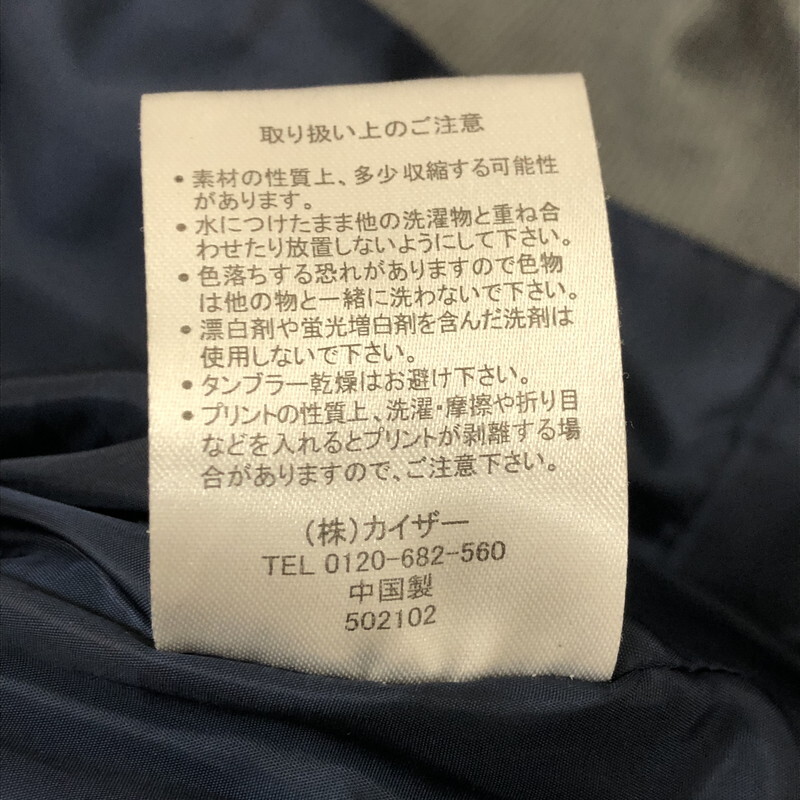 取り扱い上のご注意
• 素材の性質上、多少収縮する可能性
があります。
• 水につけたまま他の洗濯物と重ね合
わせたり放置しないようにして下さい。
• 色落ちする恐れがありますので色物
は他の物と一緒に洗わないで下さい。
• 漂白剤や蛍光増白剤を含んだ洗剤は
使用しないで下さい。
• タンブラー乾燥はお避け下さい。
• プリントの性質上、洗濯・摩擦や折り目
などを入れるとプリントが剥離する場
合がありますので、ご注意下さい。
(株)カイザー
TEL 0120-682-560
中国製
502102